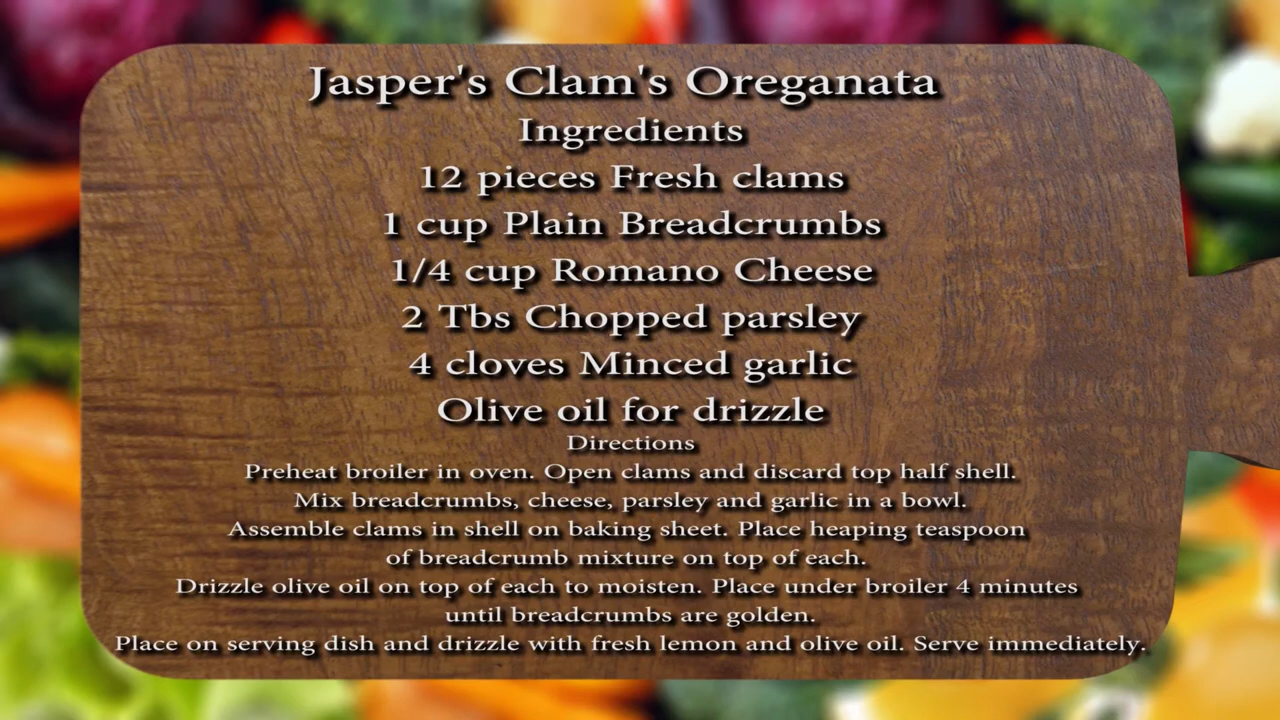 Jasper's Clam's Oreganata
Ingredients
12 pieces Fresh clams
1 cup Plain Breadcrumbs
1/4 cup Romano Cheese
2 Tbs Chopped parsley
4 cloves Minced garlic
Olive oil for drizzle
Directions
Preheat broiler in oven. Open clams and discard top half shell.
Mix breadcrumbs, cheese, parsley and garlic in a bowl.
Assemble clams in shell on baking sheet. Place heaping teaspoon
of breadcrumb mixture on top of each.
Drizzle olive oil on top of each to moisten. Place under broiler 4 minutes
until breadcrumbs are golden.
Place on serving dish and drizzle with fresh lemon and olive oil. Serve immediately.